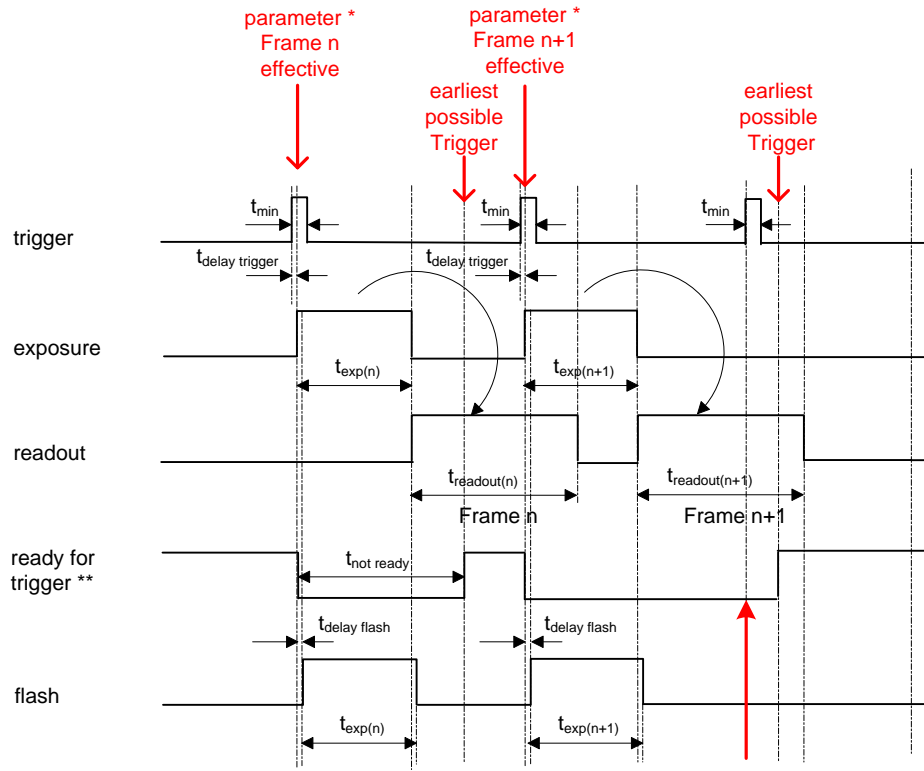 parameter *
Frame n
effective
parameter *
Frame n+1
effective
earliest
possible
Trigger
earliest
possible
Trigger
trigger
tmin
tmin
tmin
tdelay trigger
tdelay trigger
exposure
texp(n)
texp(n+1)
readout
treadout(n)
treadout(n+1)
Frame n
Frame n+1
ready for
trigger **
tnot ready
tdelay flash
tdelay flash
flash
texp(n)
texp(n+1)